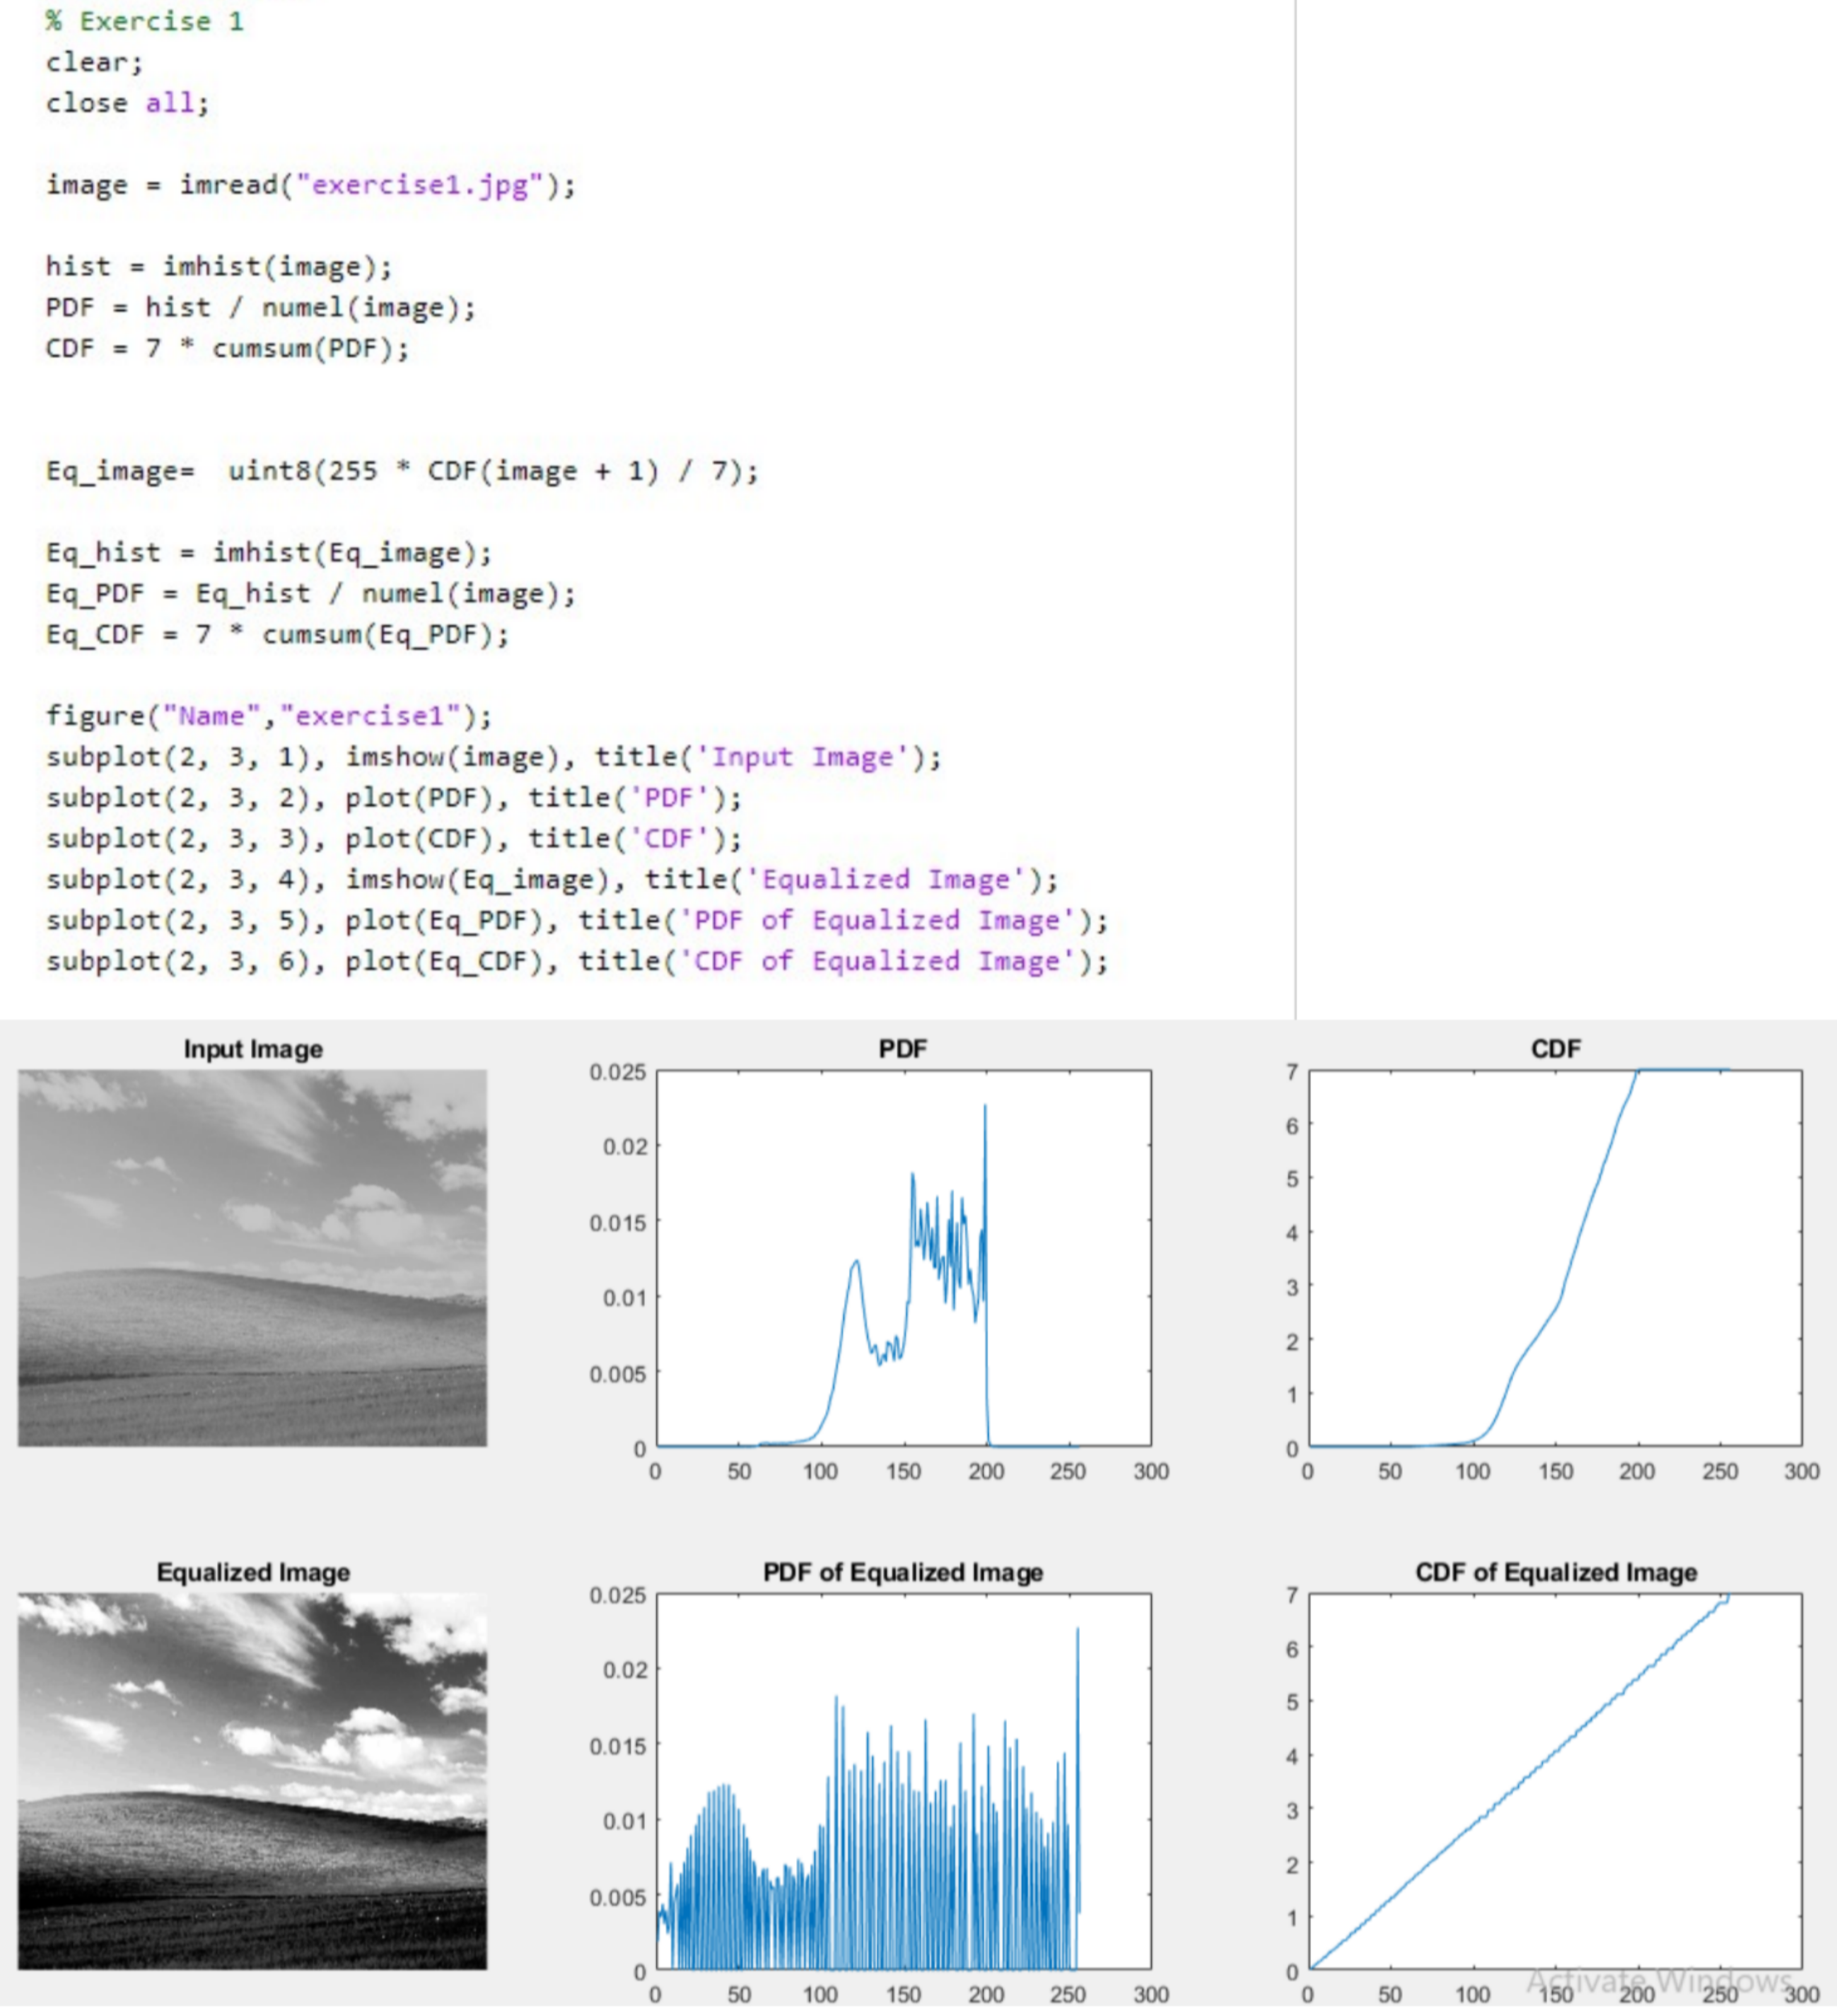 % Exercise 1
clear;
close all;
image = imread("exercise1.jpg");
hist = imhist(image);
PDF = hist / numel(image);
CDF = 7 * cumsum(PDF);
Eq_image=  uint8(255 * CDF(image + 1) / 7);
Eq_hist = imhist(Eq_image);
Eq_PDF = Eq_hist / numel(image);
Eq_CDF = 7 * cumsum(Eq_PDF);
figure("Name","exercise1");
subplot(2, 3, 1), imshow(image), title('Input Image');
subplot(2, 3, 2), plot(PDF), title('PDF');
subplot(2, 3, 3), plot(CDF), title('CDF');
subplot(2, 3, 4), imshow(Eq_image), title('Equalized Image');
subplot(2, 3, 5), plot(Eq_PDF), title('PDF of Equalized Image');
subplot(2, 3, 6), plot(Eq_CDF), title('CDF of Equalized Image');
Input Image
PDF
0.025
0.02
0.015
0.01
0.005
0
0 50 100 150 200 250 300
CDF
7
6
5
4
3
2
1
0
0 50 100 150 200 250 300
Equalized Image
PDF of Equalized Image
0.025
0.02
0.015
0.01
0.005
0
0 50 100 150 200 250 300
CDF of Equalized Image
7
6
5
4
3
2
1
0
0 50 100 150 200 250 300
Activate Windows